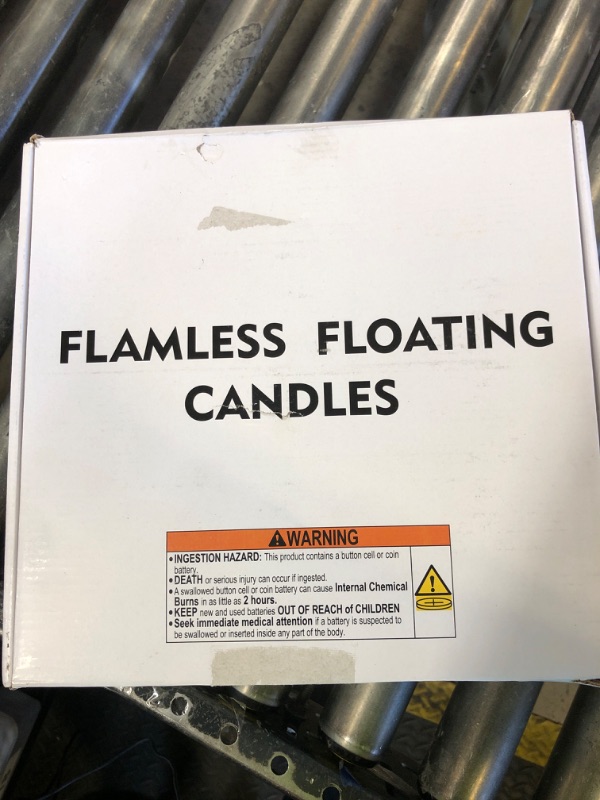 FLAMLESS FLOATING
CANDLES
WARNING
• INGESTION HAZARD: This product contains a button cell or coin
battery.
• DEATH or serious injury can occur if ingested.
• A swallowed button cell or coin battery can cause Internal Chemical
Burns in as little as 2 hours.
• KEEP new and used batteries OUT OF REACH of CHILDREN
• Seek immediate medical attention if a battery is suspected to
be swallowed or inserted inside any part of the body.